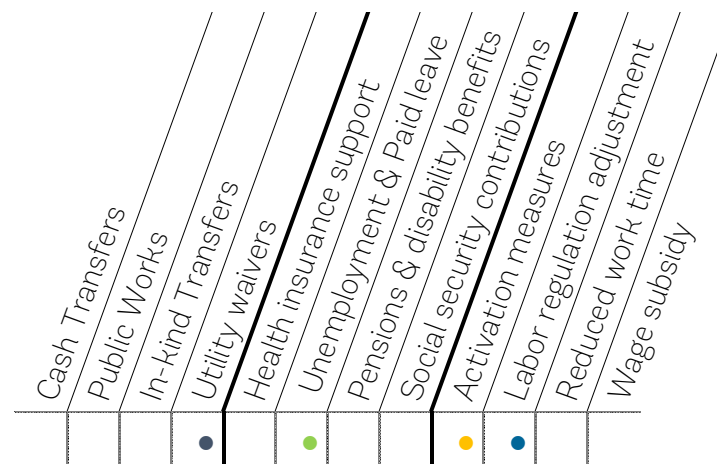 Cash Transfers
Public Works
In-kind Transfers
Utility waivers
Health insurance support
Unemployment & Paid leave
Pensions & disability benefits
Social security contributions
Activation measures
Labor regulation adjustment
Reduced work time
Wage subsidy